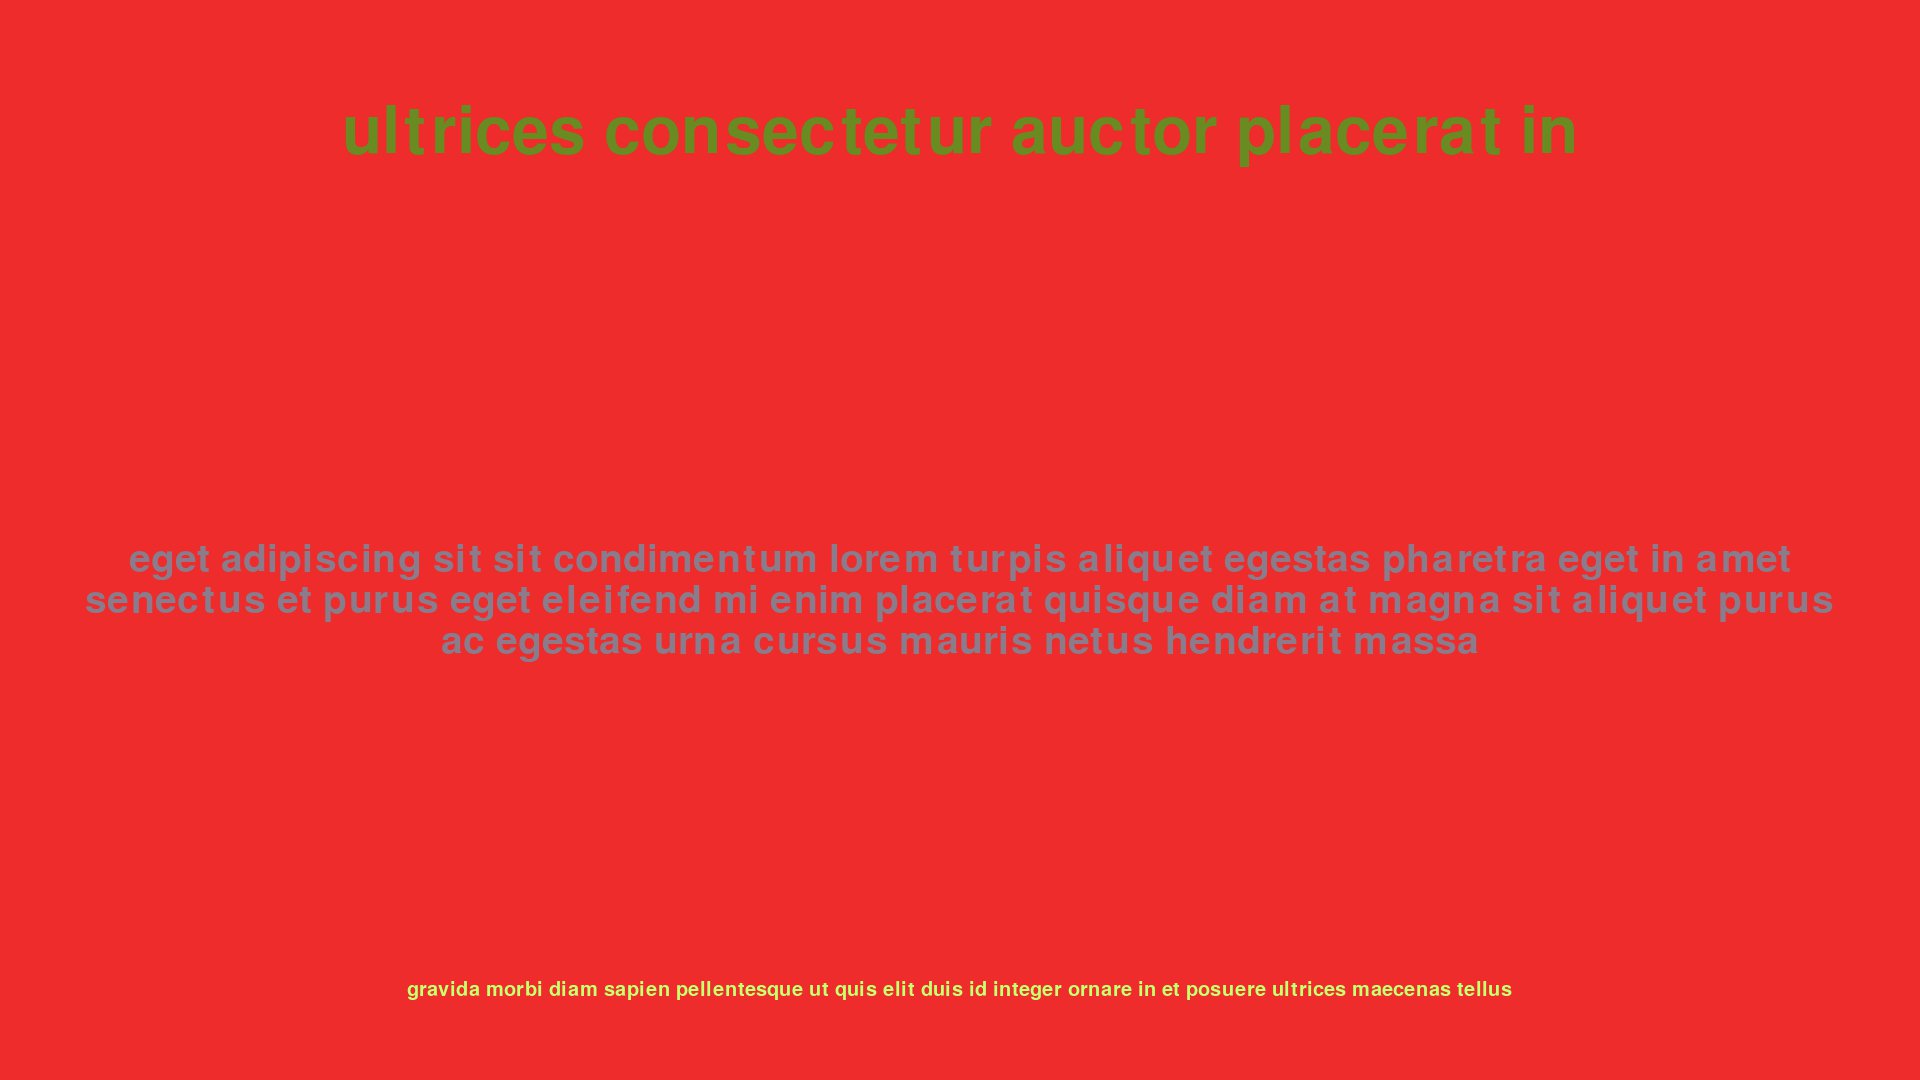 ultrices consectetur auctor placerat in
eget adipiscing sit sit condimentum lorem turpis aliquet egestas pharetra eget in amet
senectus et purus eget eleifend mi enim placerat quisque diam at magna sit aliquet purus
ac egestas urna cursus mauris netus hendrerit massa
gravida morbi diam sapien pellentesque ut quis elit duis id integer ornare in et posuere ultrices maecenas tellus